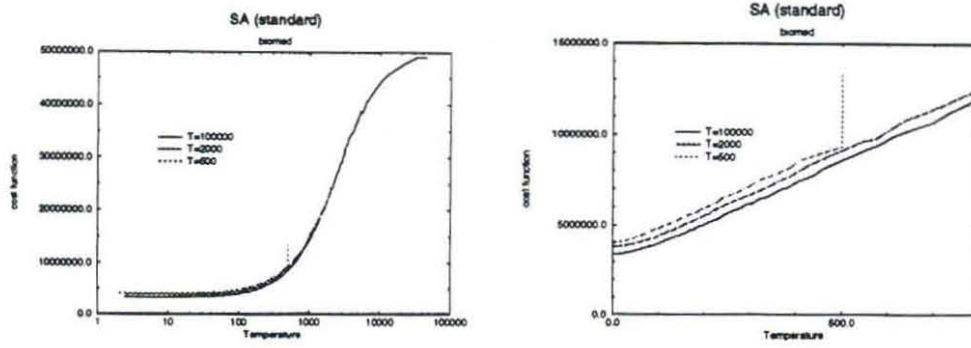 SA (standard)
biomed
50000000.0
40000000.0
30000000.0
20000000.0
10000000.0
0.0
cost function
T=100000
T=2000
T=600
1
10
100
1000
10000
100000
Temperature
SA (standard)
biomed
15000000.0
10000000.0
5000000.0
0.0
cost function
T=100000
T=2000
T=500
0.0
500.0
Temperature